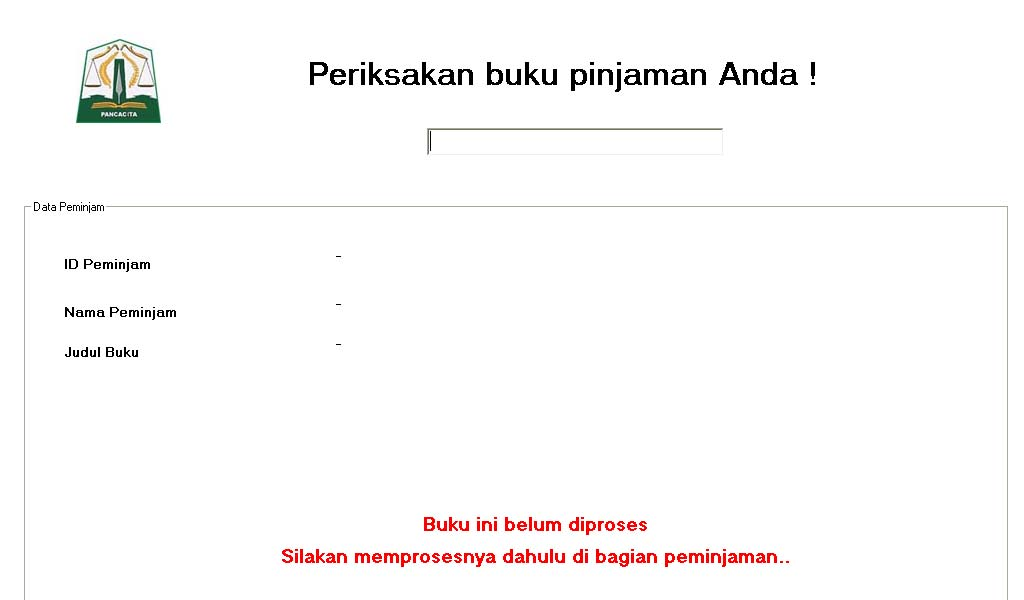 PANCACITA
Periksakan buku pinjaman Anda !
Data Peminjam
ID Peminjam -
Nama Peminjam -
Judul Buku -
Buku ini belum diproses
Silakan memprosesnya dahulu di bagian peminjaman..